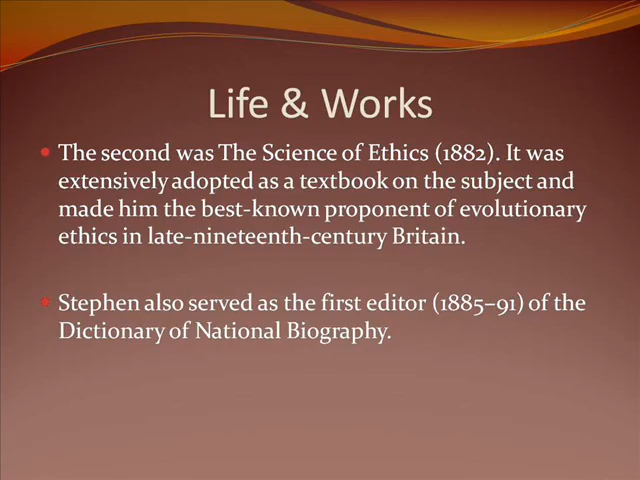 Life & Works
The second was The Science of Ethics (1882). It was
extensively adopted as a textbook on the subject and
made him the best-known proponent of evolutionary
ethics in late-nineteenth-century Britain.
Stephen also served as the first editor (1885–91) of the
Dictionary of National Biography.